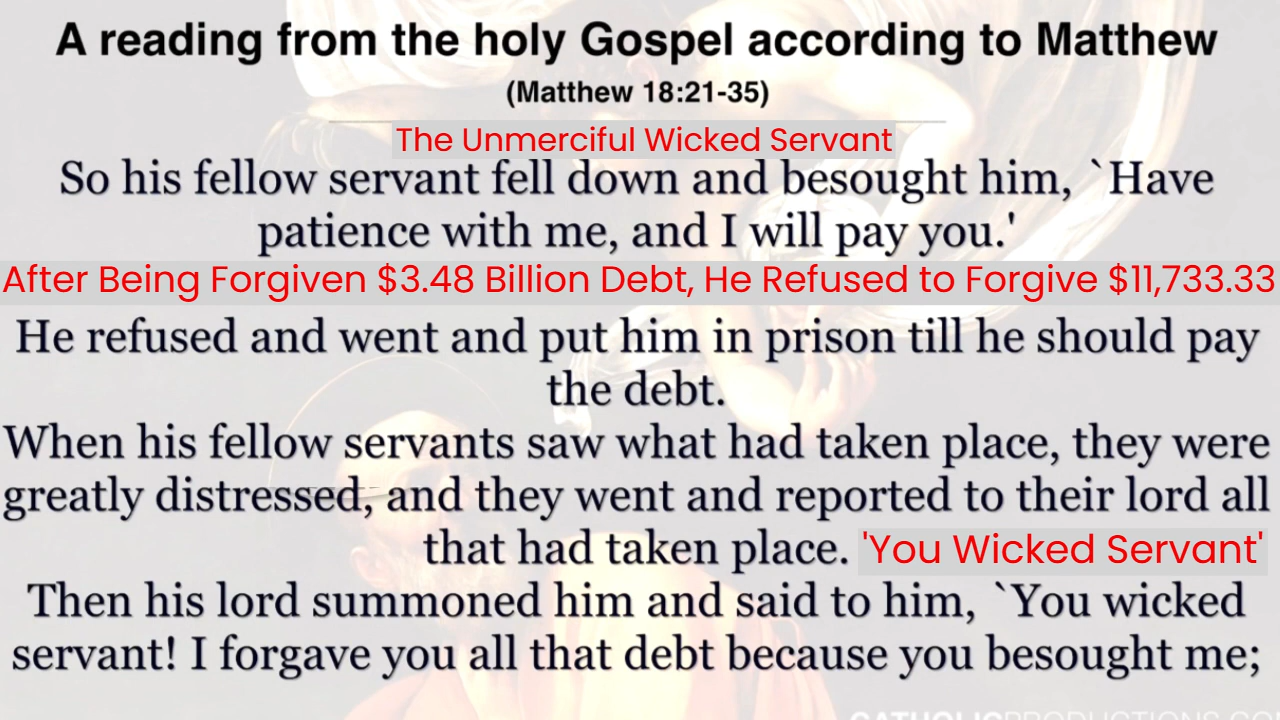 A reading from the holy Gospel according to Matthew
(Matthew 18:21-35)
The Unmerciful Wicked Servant
So his fellow servant fell down and besought him, `Have
patience with me, and I will pay you.'
After Being Forgiven $3.48 Billion Debt, He Refused to Forgive $11,733.33
He refused and went and put him in prison till he should pay
the debt.
When his fellow servants saw what had taken place, they were
greatly distressed, and they went and reported to their lord all
that had taken place. 'You Wicked Servant'
Then his lord summoned him and said to him, `You wicked
servant! I forgave you all that debt because you besought me;
CATHOLICPRODUCTIONS.CO